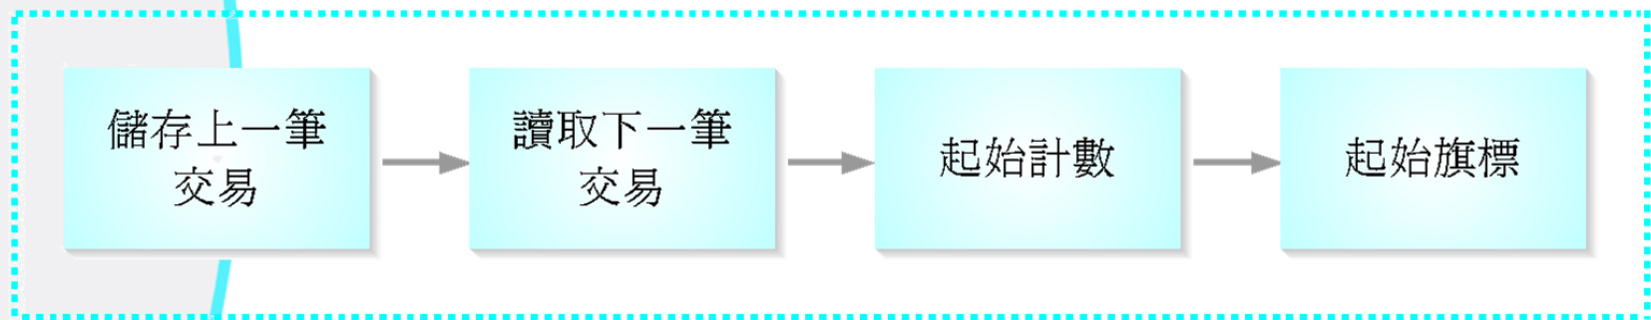 儲存上一筆
交易
讀取下一筆
交易
起始計數
起始旗標